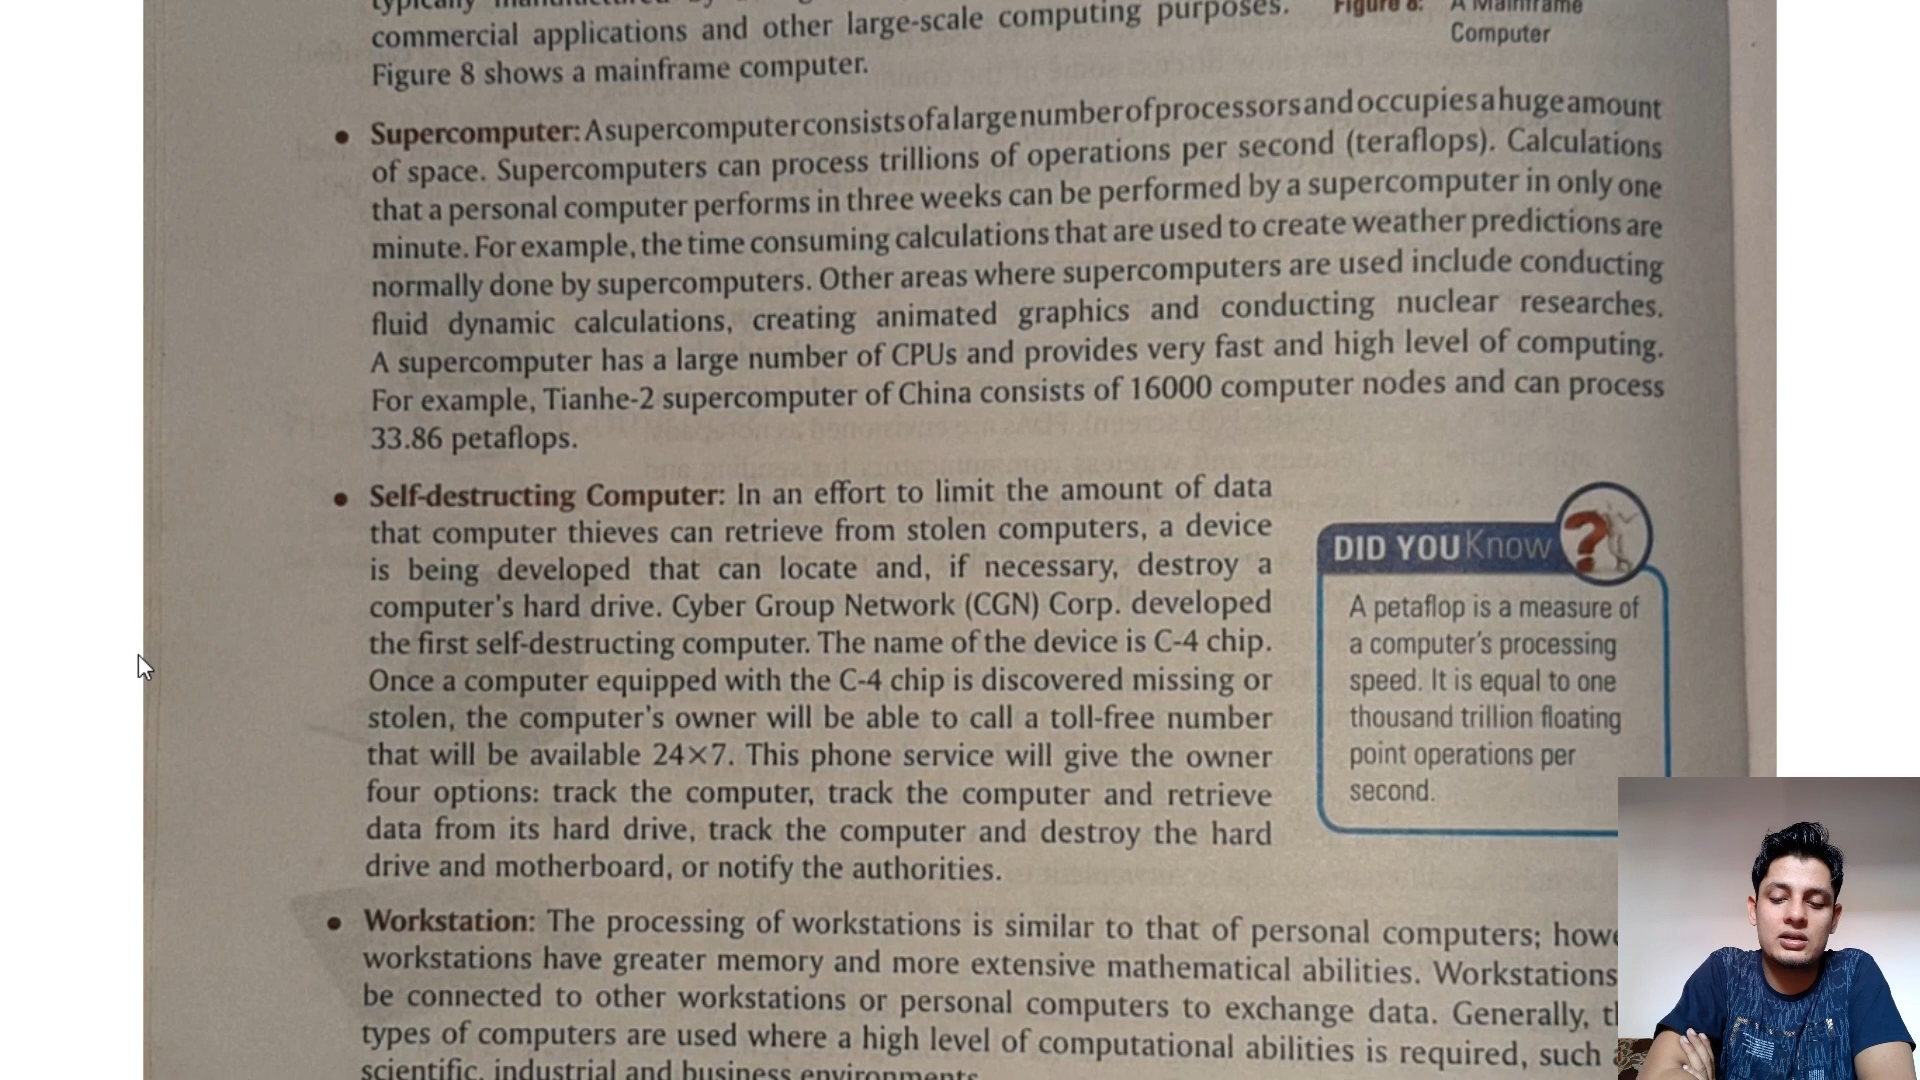 typically manufactured by
commercial applications and other large-scale computing purposes.
Figure 8 shows a mainframe computer.
Figure 8: A Mainframe
Computer
• Supercomputer: A supercomputer consists of a large number of processors and occupies a huge amount
of space. Supercomputers can process trillions of operations per second (teraflops). Calculations
that a personal computer performs in three weeks can be performed by a supercomputer in only one
minute. For example, the time consuming calculations that are used to create weather predictions are
normally done by supercomputers. Other areas where supercomputers are used include conducting
fluid dynamic calculations, creating animated graphics and conducting nuclear researches.
A supercomputer has a large number of CPUs and provides very fast and high level of computing.
For example, Tianhe-2 supercomputer of China consists of 16000 computer nodes and can process
33.86 petaflops.
• Self-destructing Computer: In an effort to limit the amount of data
that computer thieves can retrieve from stolen computers, a device
is being developed that can locate and, if necessary, destroy a
computer's hard drive. Cyber Group Network (CGN) Corp. developed
the first self-destructing computer. The name of the device is C-4 chip.
Once a computer equipped with the C-4 chip is discovered missing or
stolen, the computer's owner will be able to call a toll-free number
that will be available 24×7. This phone service will give the owner
four options: track the computer, track the computer and retrieve
data from its hard drive, track the computer and destroy the hard
drive and motherboard, or notify the authorities.
DID YOU Know
?
A petaflop is a measure of
a computer's processing
speed. It is equal to one
thousand trillion floating
point operations per
second.
• Workstation: The processing of workstations is similar to that of personal computers; howe
workstations have greater memory and more extensive mathematical abilities. Workstations
be connected to other workstations or personal computers to exchange data. Generally, t
types of computers are used where a high level of computational abilities is required, such
scientific, industrial and business environments.